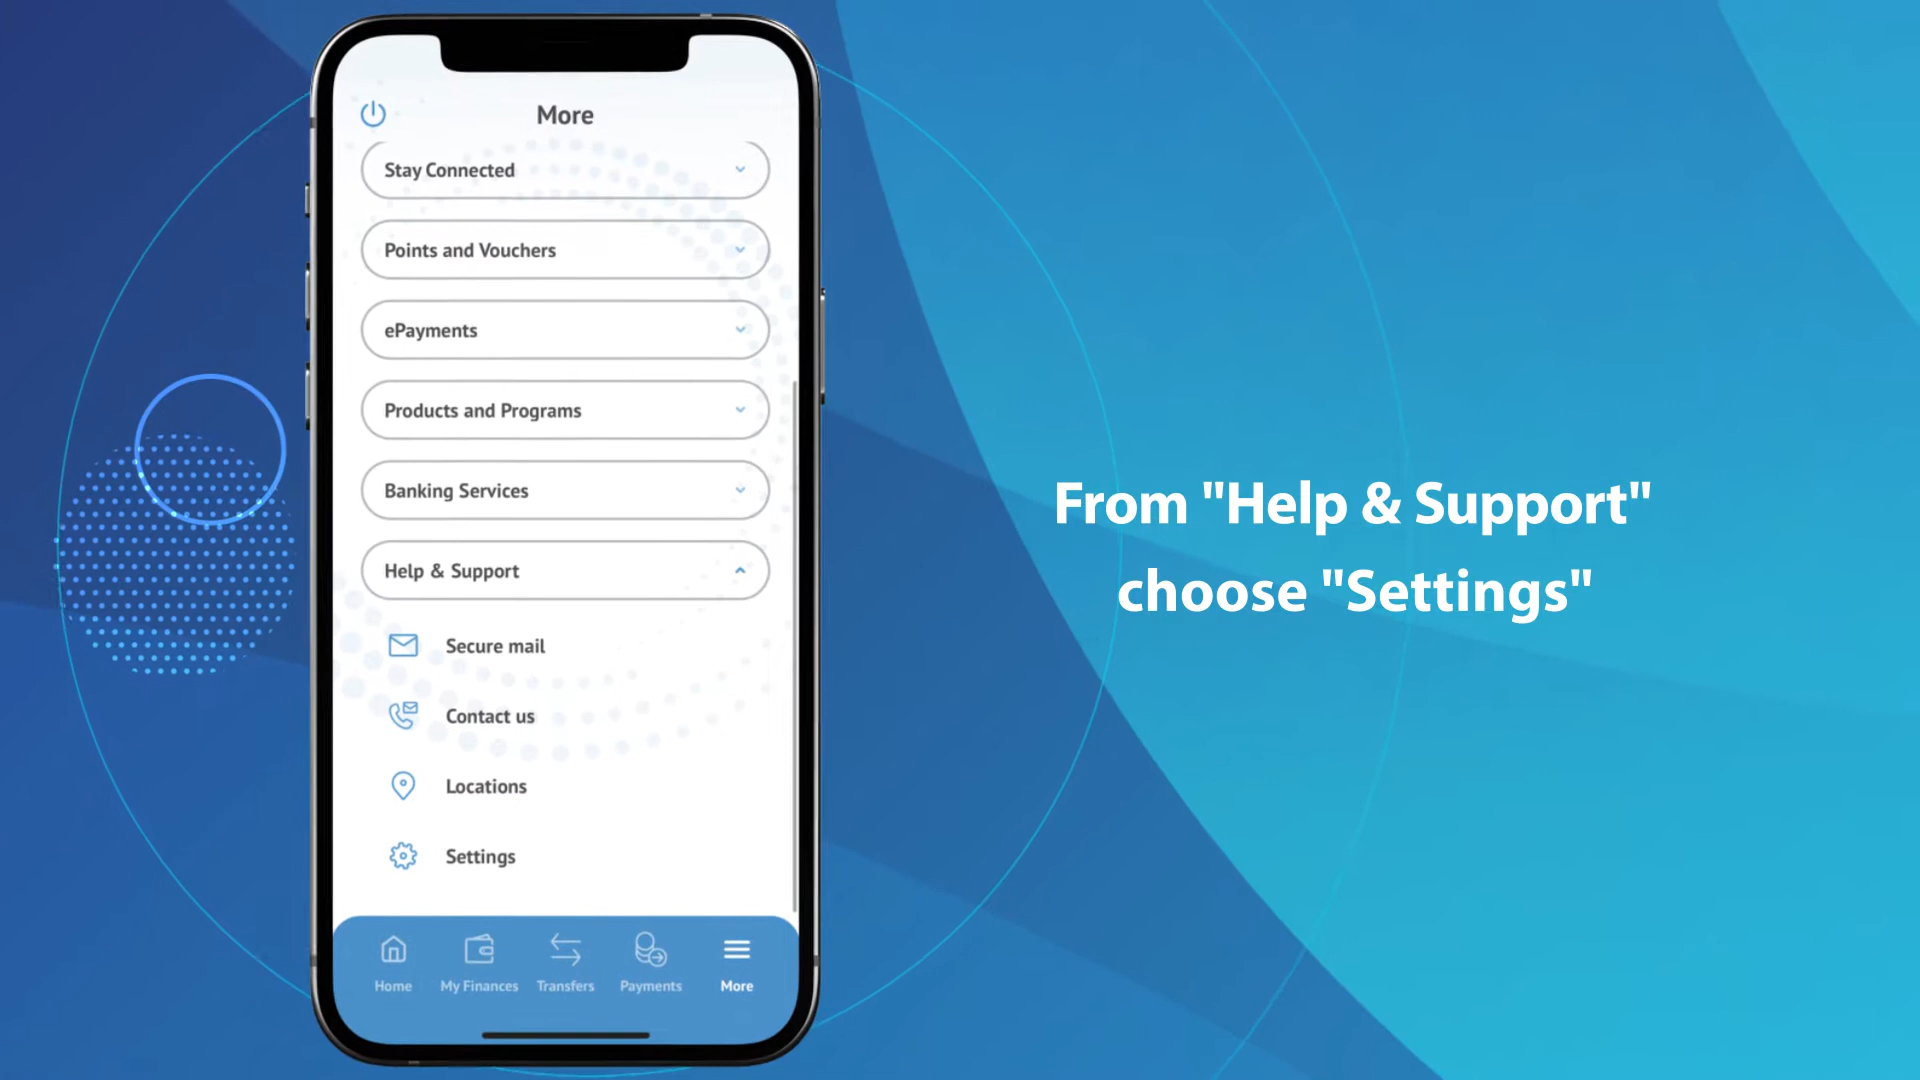 More
Stay Connected
Points and Vouchers
ePayments
Products and Programs
Banking Services
Help & Support
Secure mail
Contact us
Locations
Settings
Home
My Finances
Transfers
Payments
More
From "Help & Support"
choose "Settings"